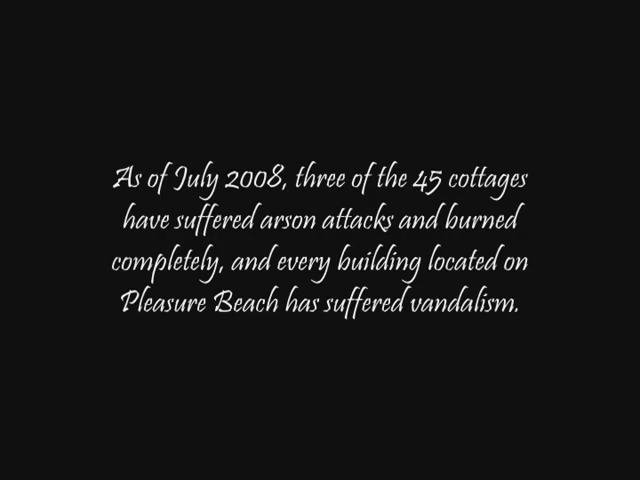 As of July 2008, three of the 45 cottages
have suffered arson attacks and burned
completely, and every building located on
Pleasure Beach has suffered vandalism.